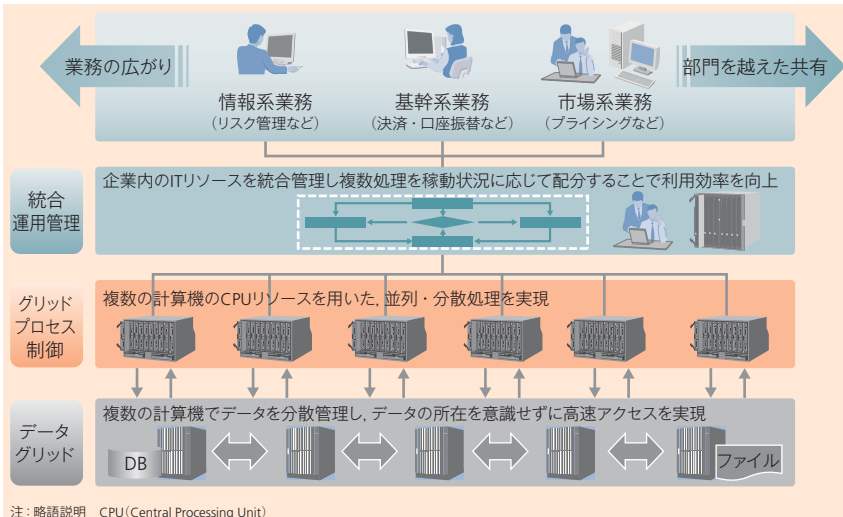 業務の広がり
部門を越えた共有
情報系業務
(リスク管理など)
基幹系業務
(決済・口座振替など)
市場系業務
(プライシングなど)
統合
運用管理
企業内のITリソースを統合管理し複数処理を稼動状況に応じて配分することで利用効率を向上
グリッド
プロセス
制御
複数の計算機のCPUリソースを用いた, 並列・分散処理を実現
データ
グリッド
複数の計算機でデータを分散管理し, データの所在を意識せずに高速アクセスを実現
DB
ファイル
注:略語説明 CPU(Central Processing Unit)